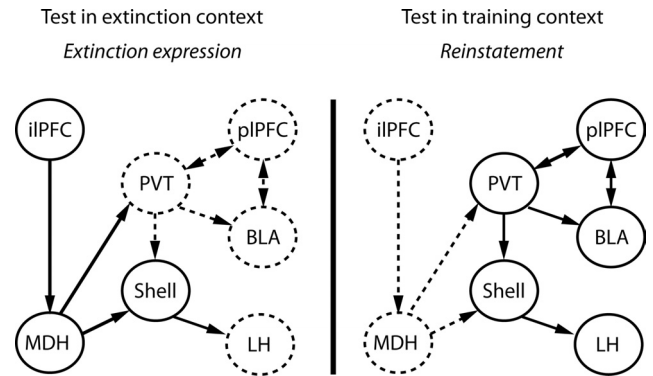 Test in extinction context
Extinction expression
ilPFC
plPFC
PVT
BLA
Shell
MDH
LH
Test in training context
Reinstatement
ilPFC
plPFC
PVT
BLA
Shell
MDH
LH